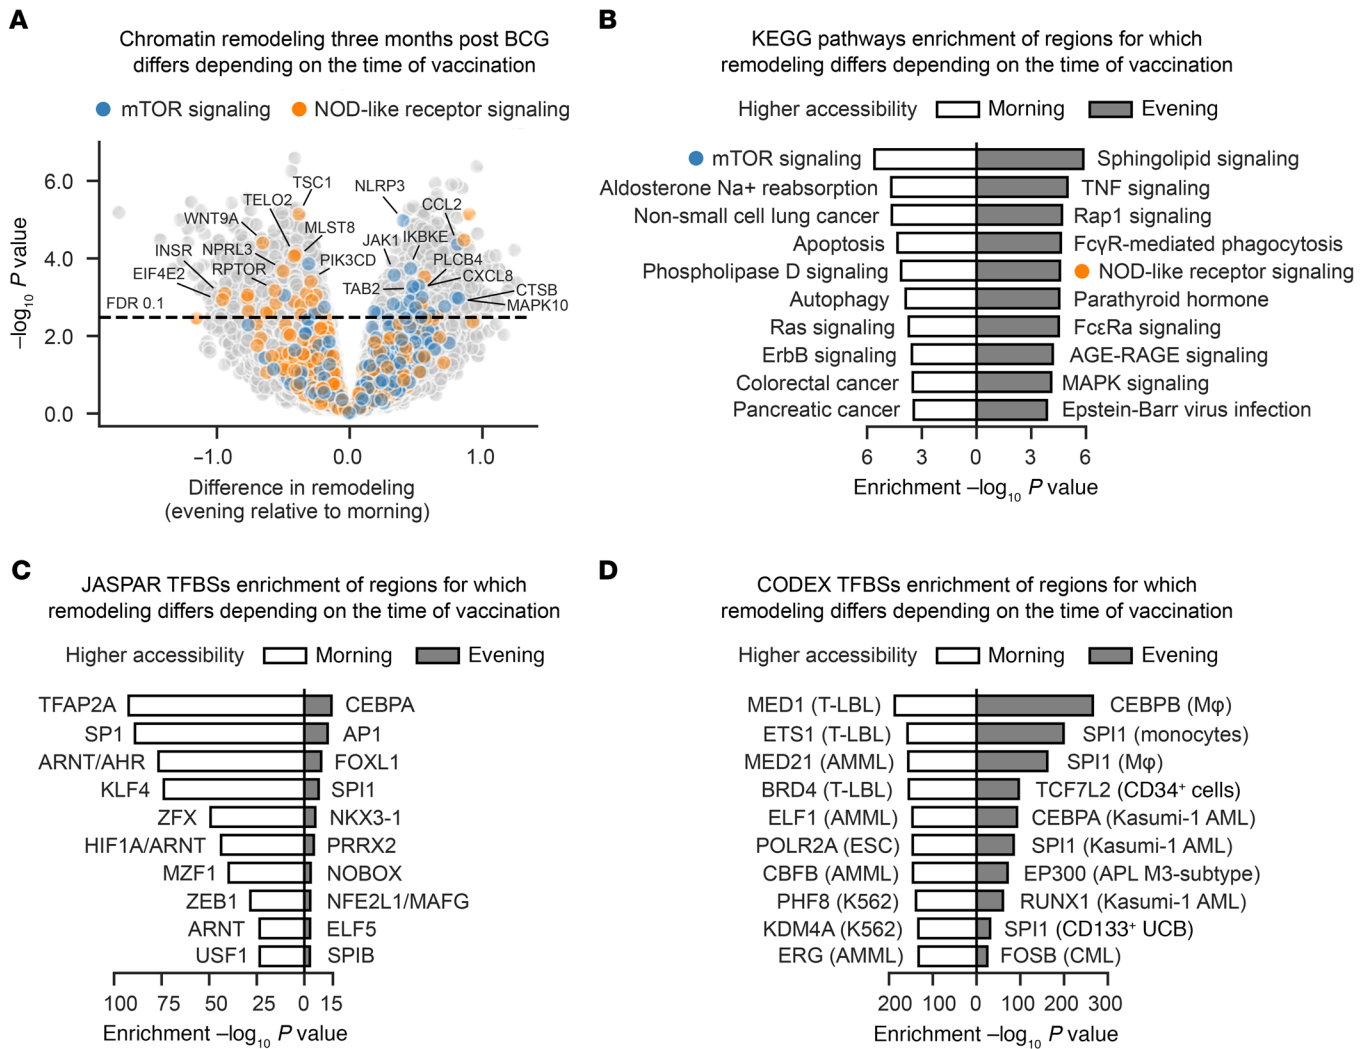 A
Chromatin remodeling three months post BCG
differs depending on the time of vaccination
mTOR signaling
NOD-like receptor signaling
–log10 P value
6.0
4.0
2.0
0.0
TSC1
TELO2
WNT9A
MLST8
INSR
NPRL3
EIF4E2
RPTOR
PIK3CD
FDR 0.1
NLRP3
CCL2
JAK1
IKBKE
PLCB4
CXCL8
TAB2
CTSB
MAPK10
–1.0
0.0
1.0
Difference in remodeling
(evening relative to morning)
B
KEGG pathways enrichment of regions for which
remodeling differs depending on the time of vaccination
Higher accessibility Morning Evening
mTOR signaling Sphingolipid signaling
Aldosterone Na+ reabsorption TNF signaling
Non-small cell lung cancer Rap1 signaling
Apoptosis FcγR-mediated phagocytosis
Phospholipase D signaling NOD-like receptor signaling
Autophagy Parathyroid hormone
Ras signaling FcεRa signaling
ErbB signaling AGE-RAGE signaling
Colorectal cancer MAPK signaling
Pancreatic cancer Epstein-Barr virus infection
6 3 0 3 6
Enrichment –log10 P value
C
JASPAR TFBSs enrichment of regions for which
remodeling differs depending on the time of vaccination
Higher accessibility Morning Evening
TFAP2A CEBPA
SP1 AP1
ARNT/AHR FOXL1
KLF4 SPI1
ZFX NKX3-1
HIF1A/ARNT PRRX2
MZF1 NOBOX
ZEB1 NFE2L1/MAFG
ARNT ELF5
USF1 SPIB
100 75 50 25 0 15
Enrichment –log10 P value
D
CODEX TFBSs enrichment of regions for which
remodeling differs depending on the time of vaccination
Higher accessibility Morning Evening
MED1 (T-LBL) CEBPB (Mφ)
ETS1 (T-LBL) SPI1 (monocytes)
MED21 (AMML) SPI1 (Mφ)
BRD4 (T-LBL) TCF7L2 (CD34+ cells)
ELF1 (AMML) CEBPA (Kasumi-1 AML)
POLR2A (ESC) SPI1 (Kasumi-1 AML)
CBFB (AMML) EP300 (APL M3-subtype)
PHF8 (K562) RUNX1 (Kasumi-1 AML)
KDM4A (K562) SPI1 (CD133+ UCB)
ERG (AMML) FOSB (CML)
200 100 0 100 200 300
Enrichment –log10 P value